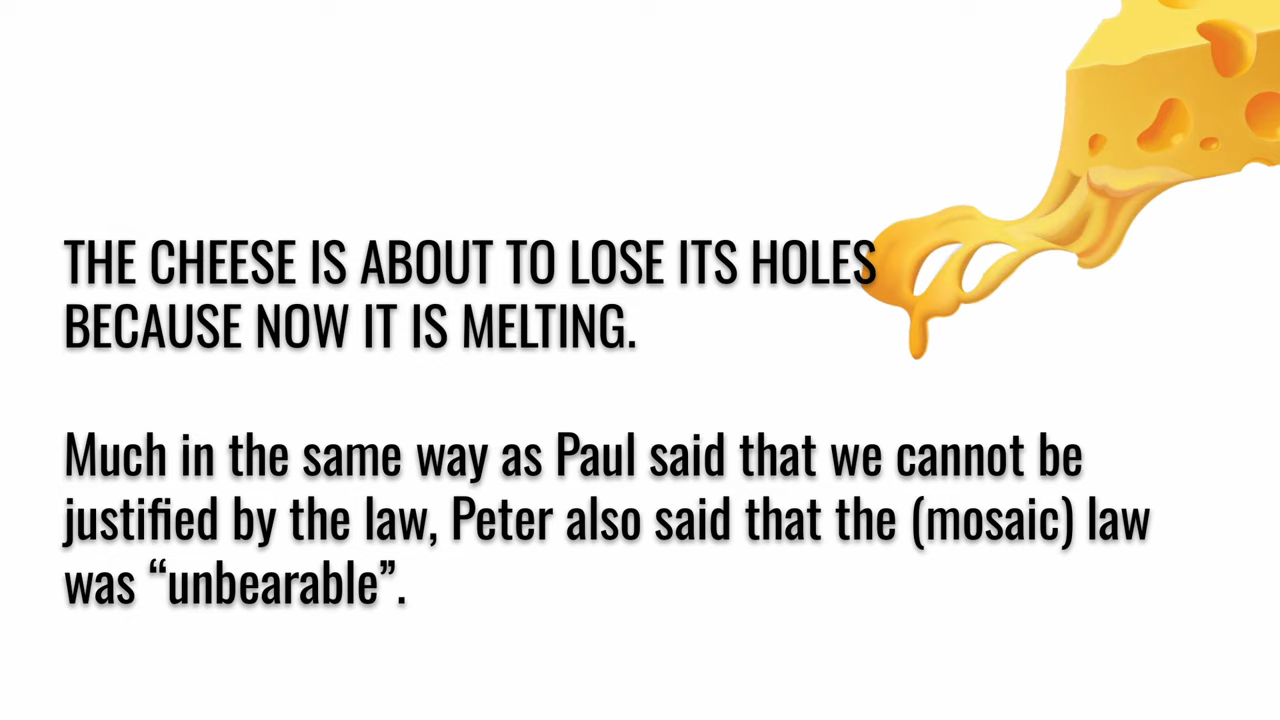 THE CHEESE IS ABOUT TO LOSE ITS HOLES
BECAUSE NOW IT IS MELTING.
Much in the same way as Paul said that we cannot be
justified by the law, Peter also said that the (mosaic) law
was “unbearable”.